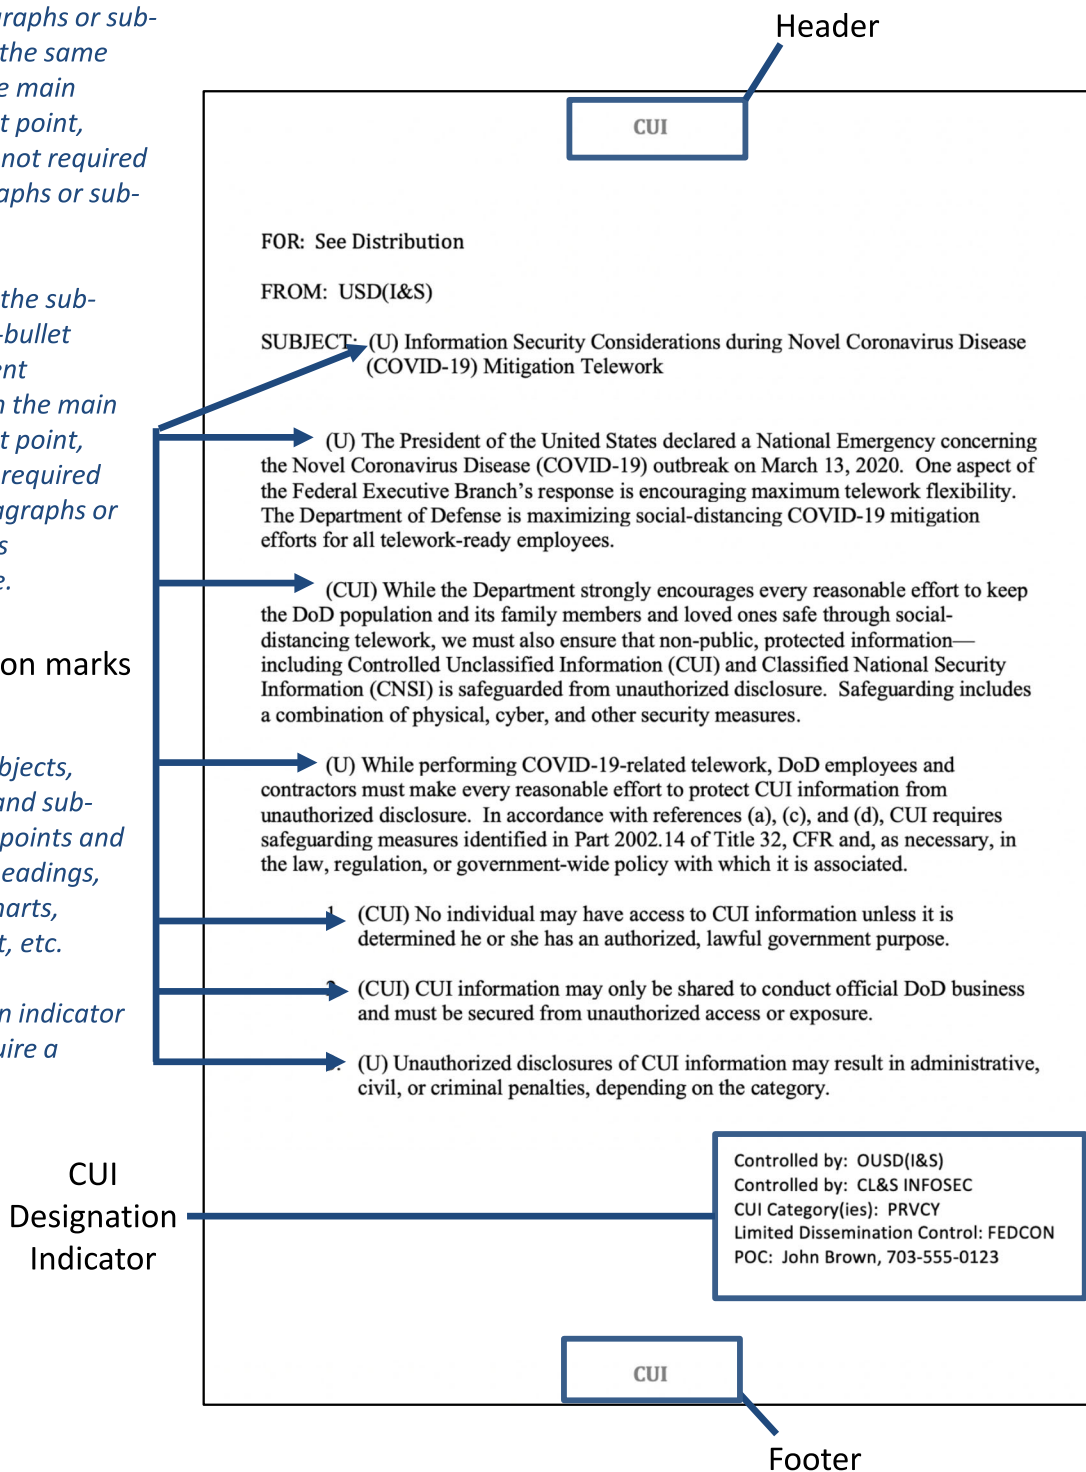 Header
CUI
graphs or sub-
the same
e main
t point,
not required
aphs or sub-
the sub-
-bullet
ent
n the main
t point,
required
agraphs or
s
e.
on marks
bjects,
and sub-
points and
eadings,
harts,
t, etc.
n indicator
uire a
FOR: See Distribution
FROM: USD(I&S)
SUBJECT: (U) Information Security Considerations during Novel Coronavirus Disease
(COVID-19) Mitigation Telework
(U) The President of the United States declared a National Emergency concerning
the Novel Coronavirus Disease (COVID-19) outbreak on March 13, 2020. One aspect of
the Federal Executive Branch’s response is encouraging maximum telework flexibility.
The Department of Defense is maximizing social-distancing COVID-19 mitigation
efforts for all telework-ready employees.
(CUI) While the Department strongly encourages every reasonable effort to keep
the DoD population and its family members and loved ones safe through social-
distancing telework, we must also ensure that non-public, protected information—
including Controlled Unclassified Information (CUI) and Classified National Security
Information (CNSI) is safeguarded from unauthorized disclosure. Safeguarding includes
a combination of physical, cyber, and other security measures.
(U) While performing COVID-19-related telework, DoD employees and
contractors must make every reasonable effort to protect CUI information from
unauthorized disclosure. In accordance with references (a), (c), and (d), CUI requires
safeguarding measures identified in Part 2002.14 of Title 32, CFR and, as necessary, in
the law, regulation, or government-wide policy with which it is associated.
(CUI) No individual may have access to CUI information unless it is
determined he or she has an authorized, lawful government purpose.
(CUI) CUI information may only be shared to conduct official DoD business
and must be secured from unauthorized access or exposure.
(U) Unauthorized disclosures of CUI information may result in administrative,
civil, or criminal penalties, depending on the category.
CUI
Designation
Indicator
Controlled by: OUSD(I&S)
Controlled by: CL&S INFOSEC
CUI Category(ies): PRVCY
Limited Dissemination Control: FEDCON
POC: John Brown, 703-555-0123
CUI
Footer